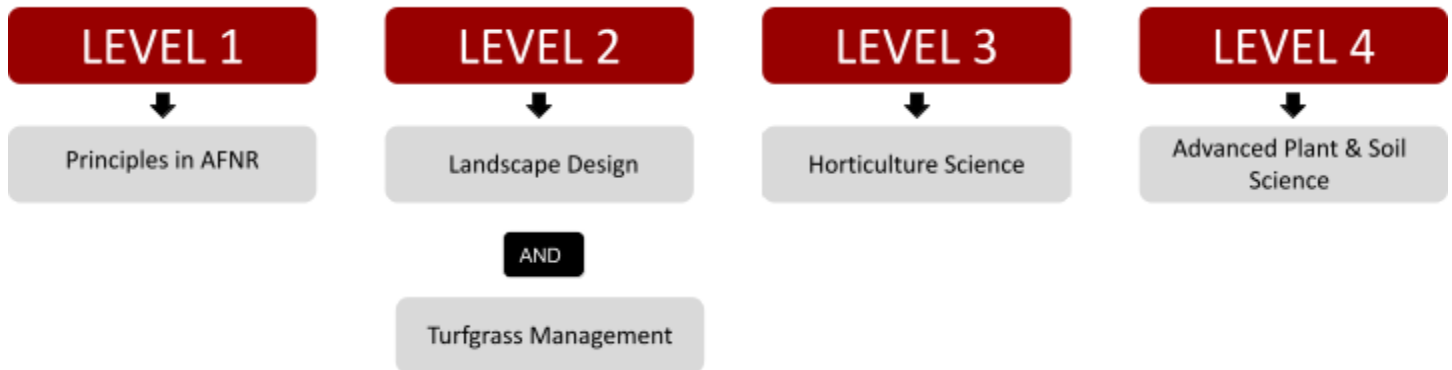 LEVEL 1
Principles in AFNR
LEVEL 2
Landscape Design
AND
Turfgrass Management
LEVEL 3
Horticulture Science
LEVEL 4
Advanced Plant & Soil
Science